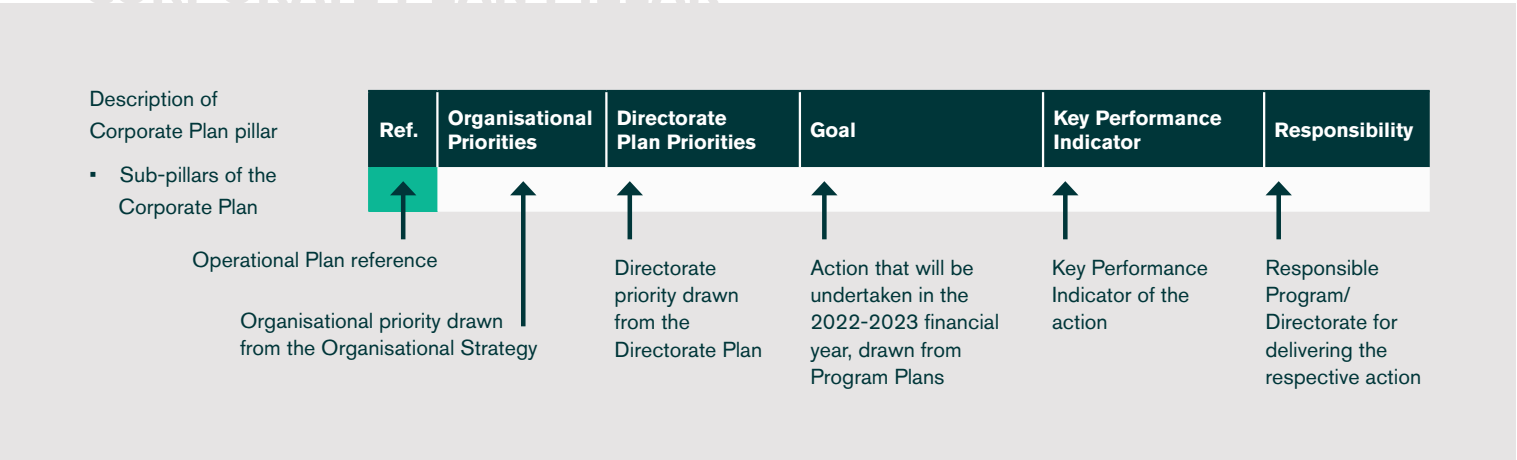 Description of
Corporate Plan pillar
▪ Sub-pillars of the
Corporate Plan
Ref.
Organisational
Priorities
Directorate
Plan Priorities
Goal
Key Performance
Indicator
Responsibility
Operational Plan reference
Organisational priority drawn
from the Organisational Strategy
Directorate
priority drawn
from the
Directorate Plan
Action that will be
undertaken in the
2022-2023 financial
year, drawn from
Program Plans
Key Performance
Indicator of the
action
Responsible
Program/
Directorate for
delivering the
respective action